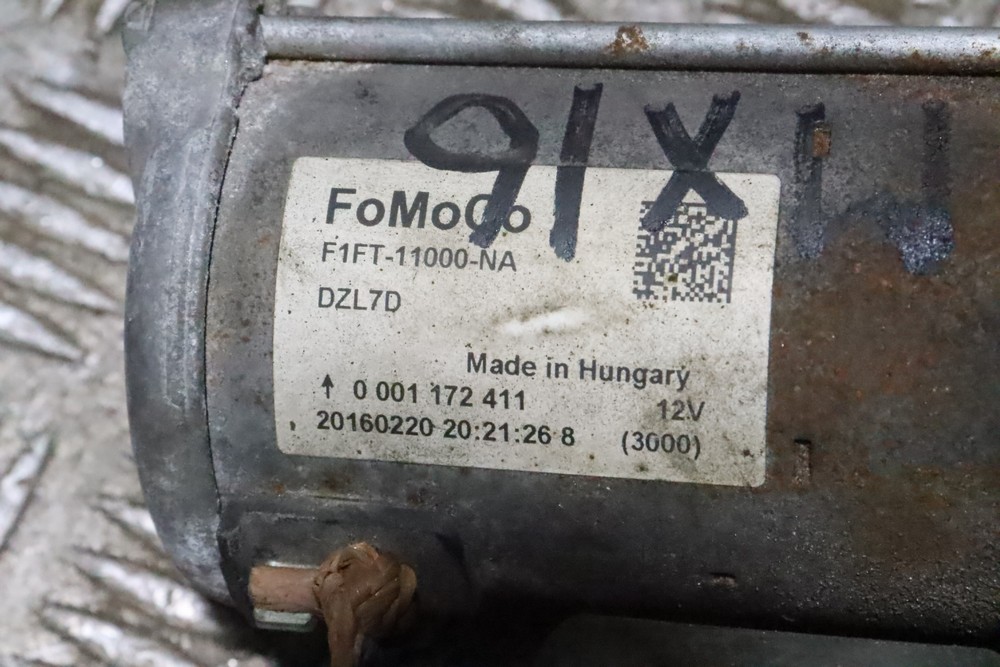 91X
FoMoCo
F1FT-11000-NA
DZL7D
Made in Hungary
↑ 0 001 172 411 12V
20160220 20:21:26 8 (3000)